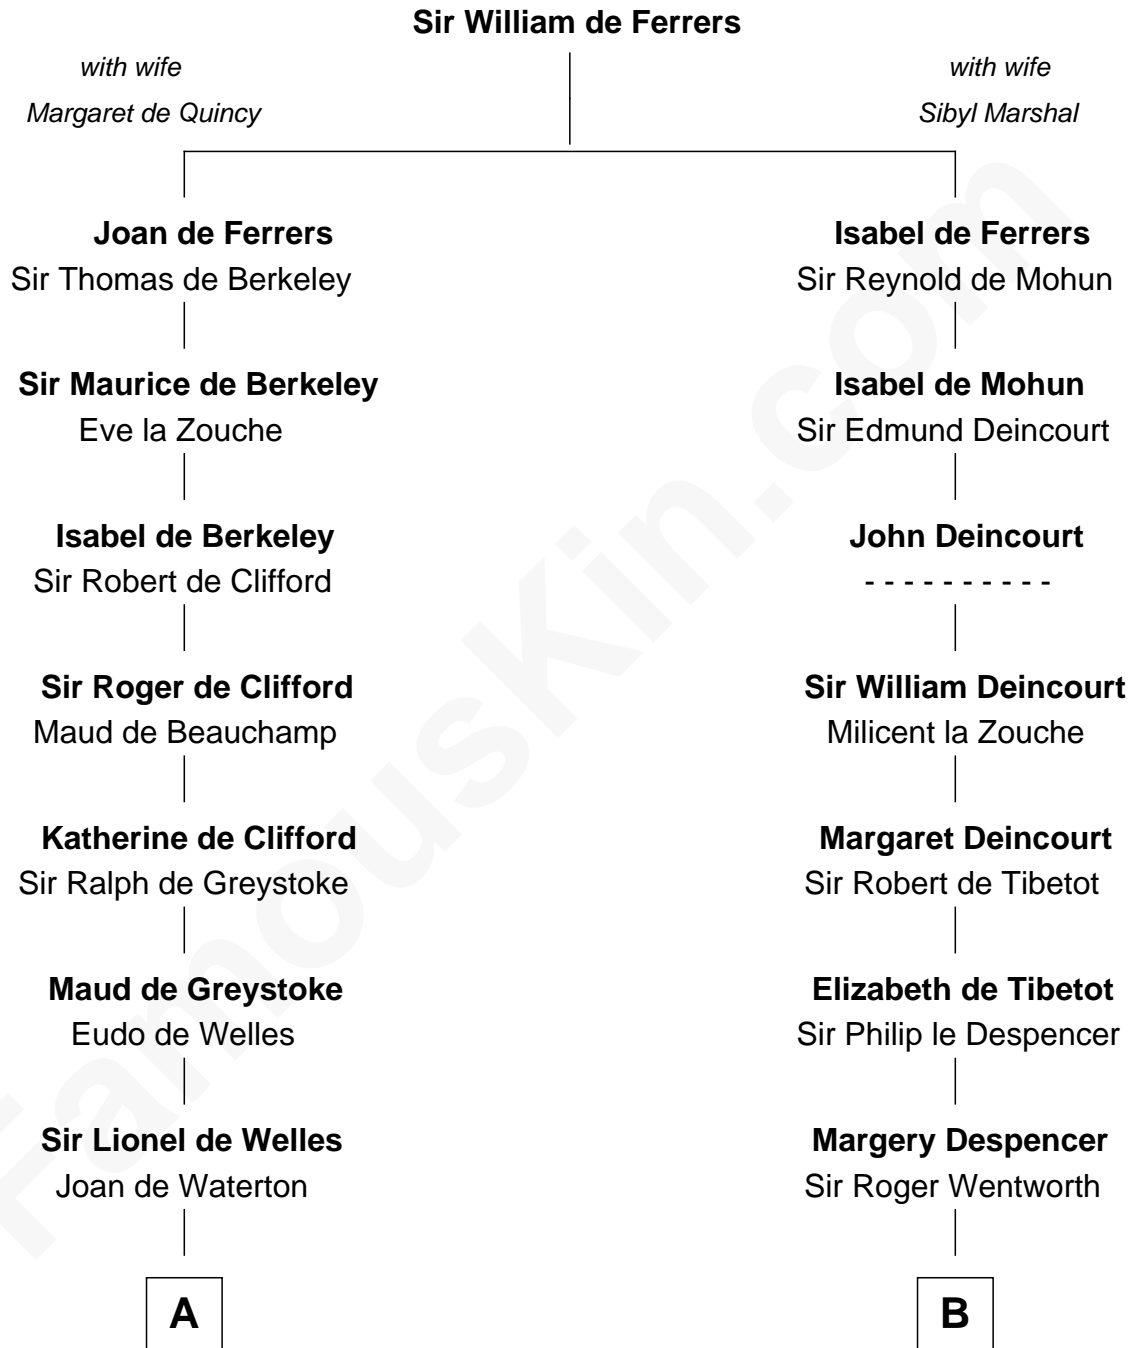 Sir William de Ferrers
with wife
Margaret de Quincy
with wife
Sibyl Marshal
Joan de Ferrers
Sir Thomas de Berkeley
Isabel de Ferrers
Sir Reynold de Mohun
Sir Maurice de Berkeley
Eve la Zouche
Isabel de Mohun
Sir Edmund Deincourt
Isabel de Berkeley
Sir Robert de Clifford
John Deincourt
- - - - - - - - - -
Sir Roger de Clifford
Maud de Beauchamp
Sir William Deincourt
Milicent la Zouche
Katherine de Clifford
Sir Ralph de Greystoke
Margaret Deincourt
Sir Robert de Tibetot
Maud de Greystoke
Eudo de Welles
Elizabeth de Tibetot
Sir Philip le Despencer
Sir Lionel de Welles
Joan de Waterton
Margery Despencer
Sir Roger Wentworth
A
B
FamousKin.com